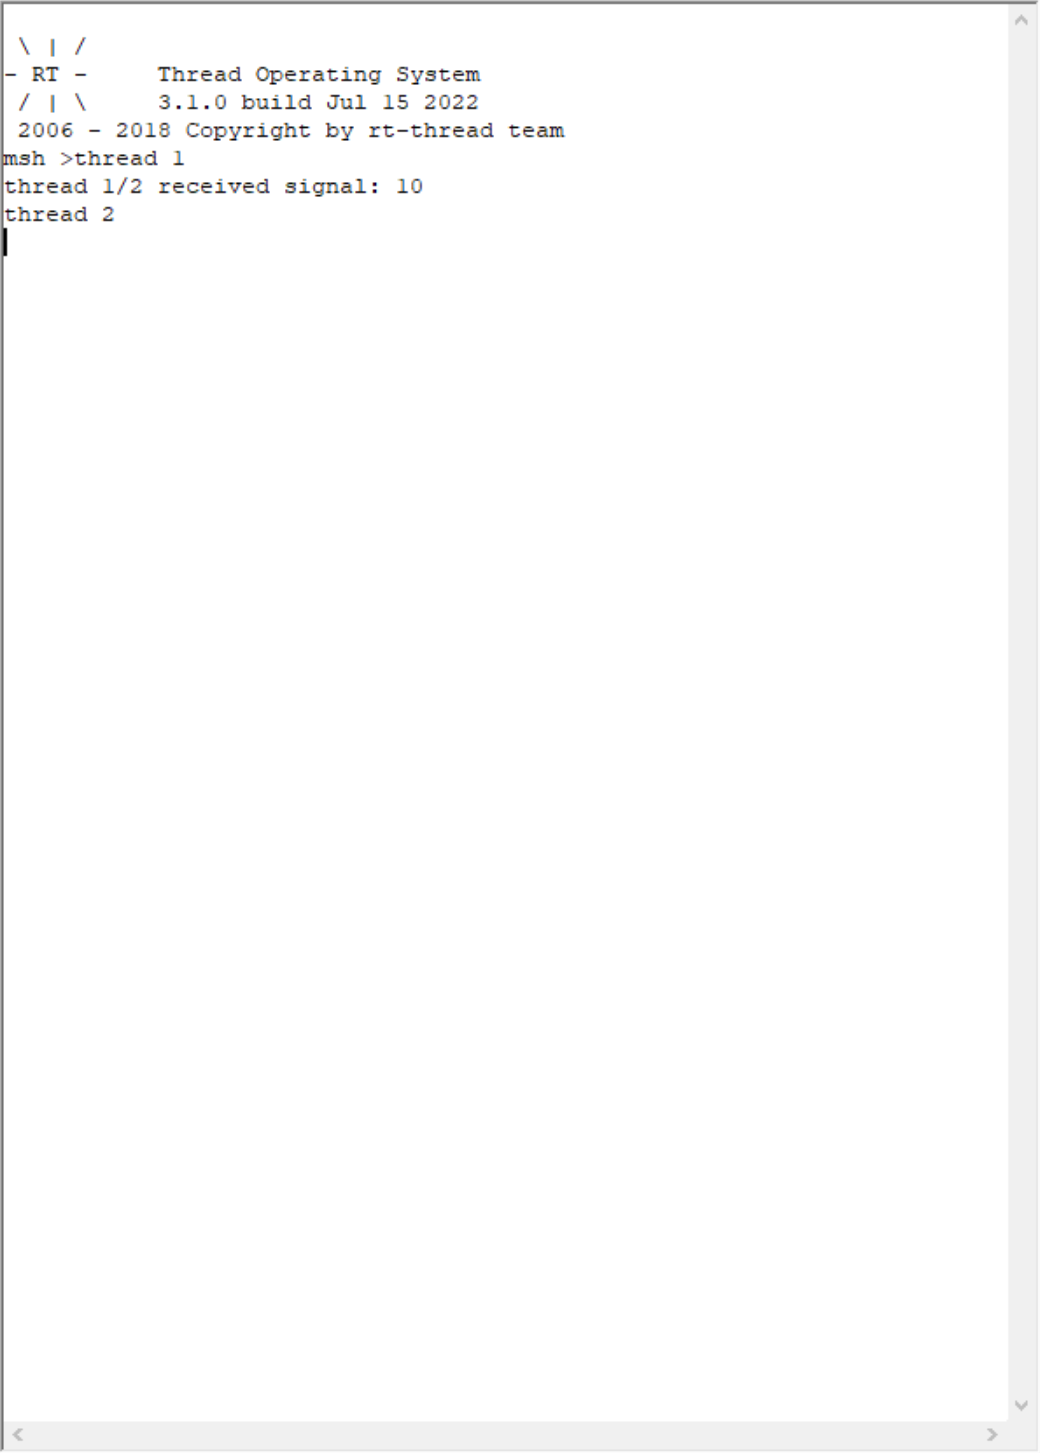 \ | /
- RT -     Thread Operating System
/ | \     3.1.0 build Jul 15 2022
2006 - 2018 Copyright by rt-thread team
msh >thread 1
thread 1/2 received signal: 10
thread 2